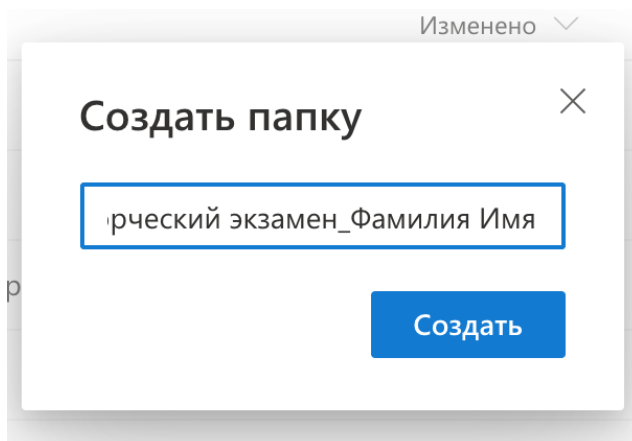 Изменено
Создать папку
рческий экзамен_Фамилия Имя
Создать